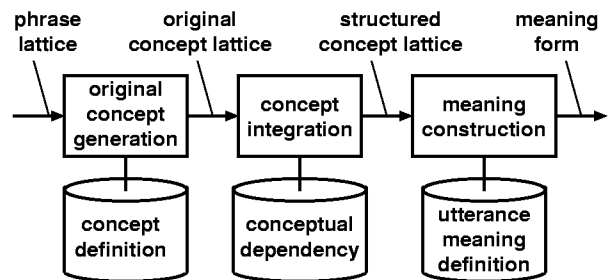 phrase
lattice
original
concept lattice
structured
concept lattice
meaning
form
original
concept
generation
concept
integration
meaning
construction
concept
definition
conceptual
dependency
utterance
meaning
definition